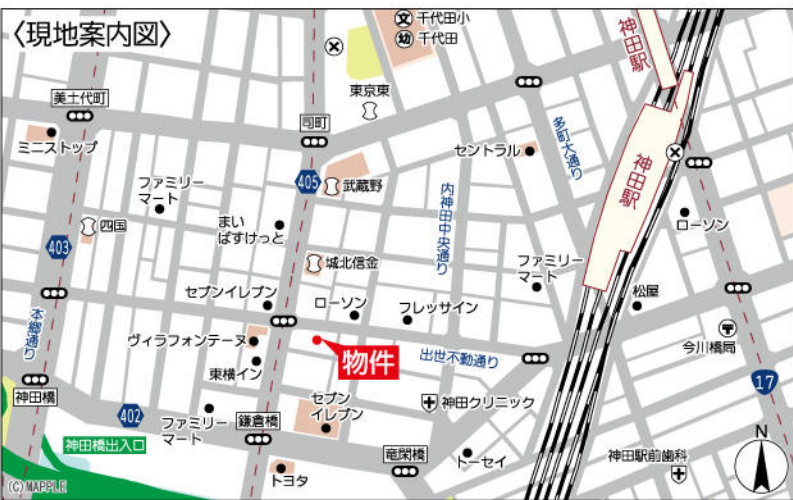 〈現地案内図〉
文 千代田小
幼 千代田
神田駅
美土代町
東京東
司町
ミニストップ
セントラル
多町大通り
神田駅
405
武蔵野
ファミリー
マート
内神田中央通り
ローソン
四国
まい
ばすけっと
403
城北信金
ファミリー
マート
セブンイレブン
ローソン
フレッサイン
松屋
本郷通り
ヴィラフォンテーヌ
物件
出世不動通り
今川橋局
東横イン
17
神田橋
402
ファミリー
マート
鎌倉橋
セブン
イレブン
神田クリニック
神田橋出入口
竜閑橋
トーセイ
神田駅前歯科
N
トヨタ
(C)MAPPLE